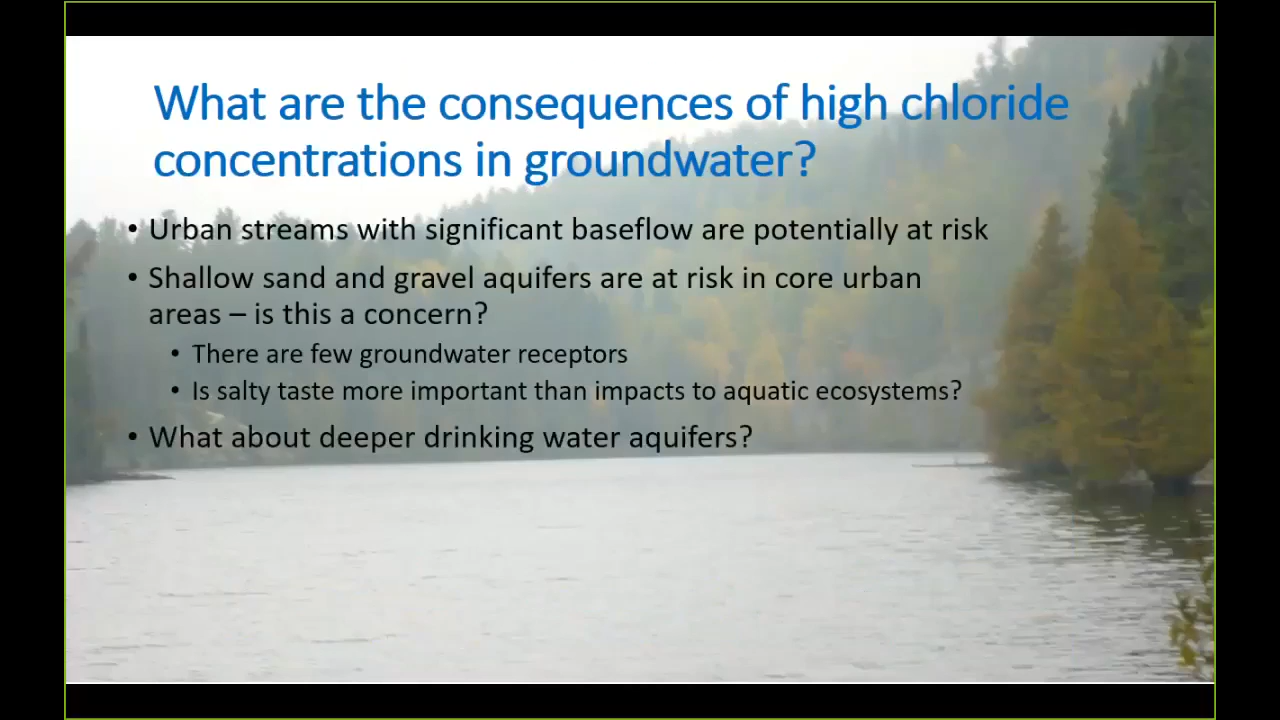 What are the consequences of high chloride
concentrations in groundwater?
• Urban streams with significant baseflow are potentially at risk
• Shallow sand and gravel aquifers are at risk in core urban
areas – is this a concern?
• There are few groundwater receptors
• Is salty taste more important than impacts to aquatic ecosystems?
• What about deeper drinking water aquifers?